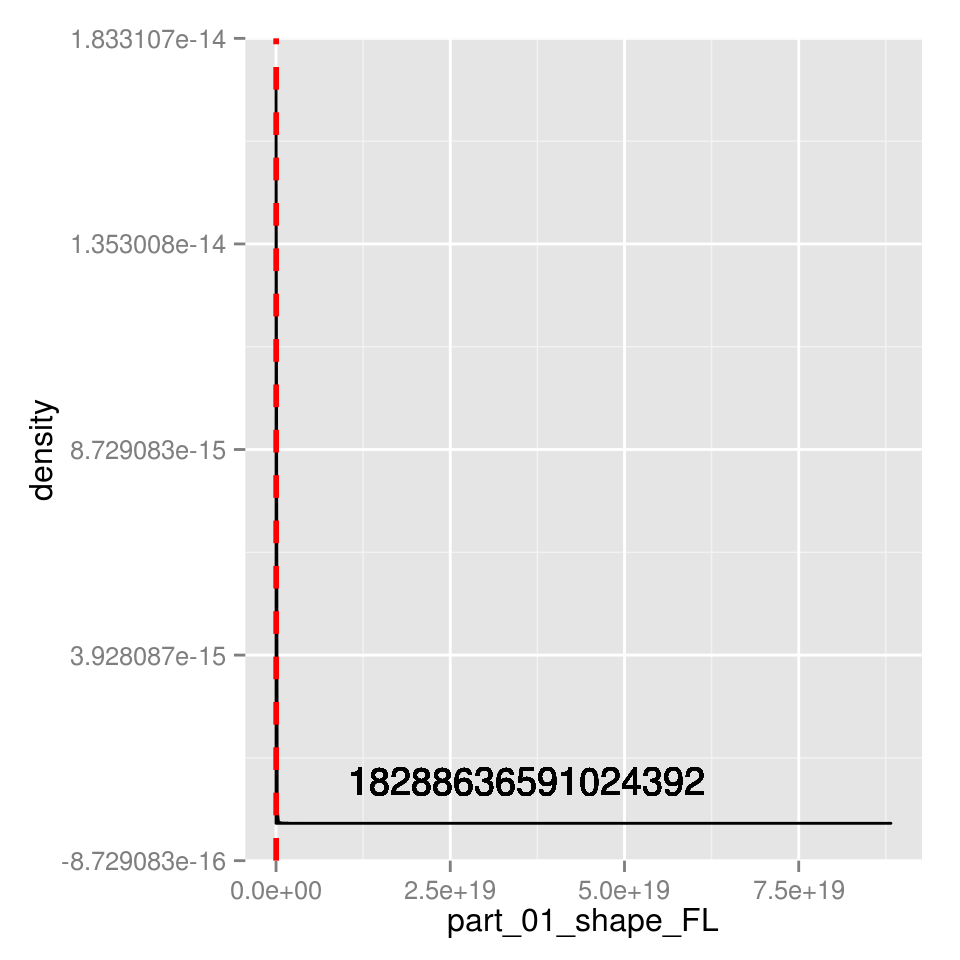 1.833107e-14
1.353008e-14
8.729083e-15
3.928087e-15
-8.729083e-16
density
18288636591024392
0.0e+00 2.5e+19 5.0e+19 7.5e+19
part_01_shape_FL